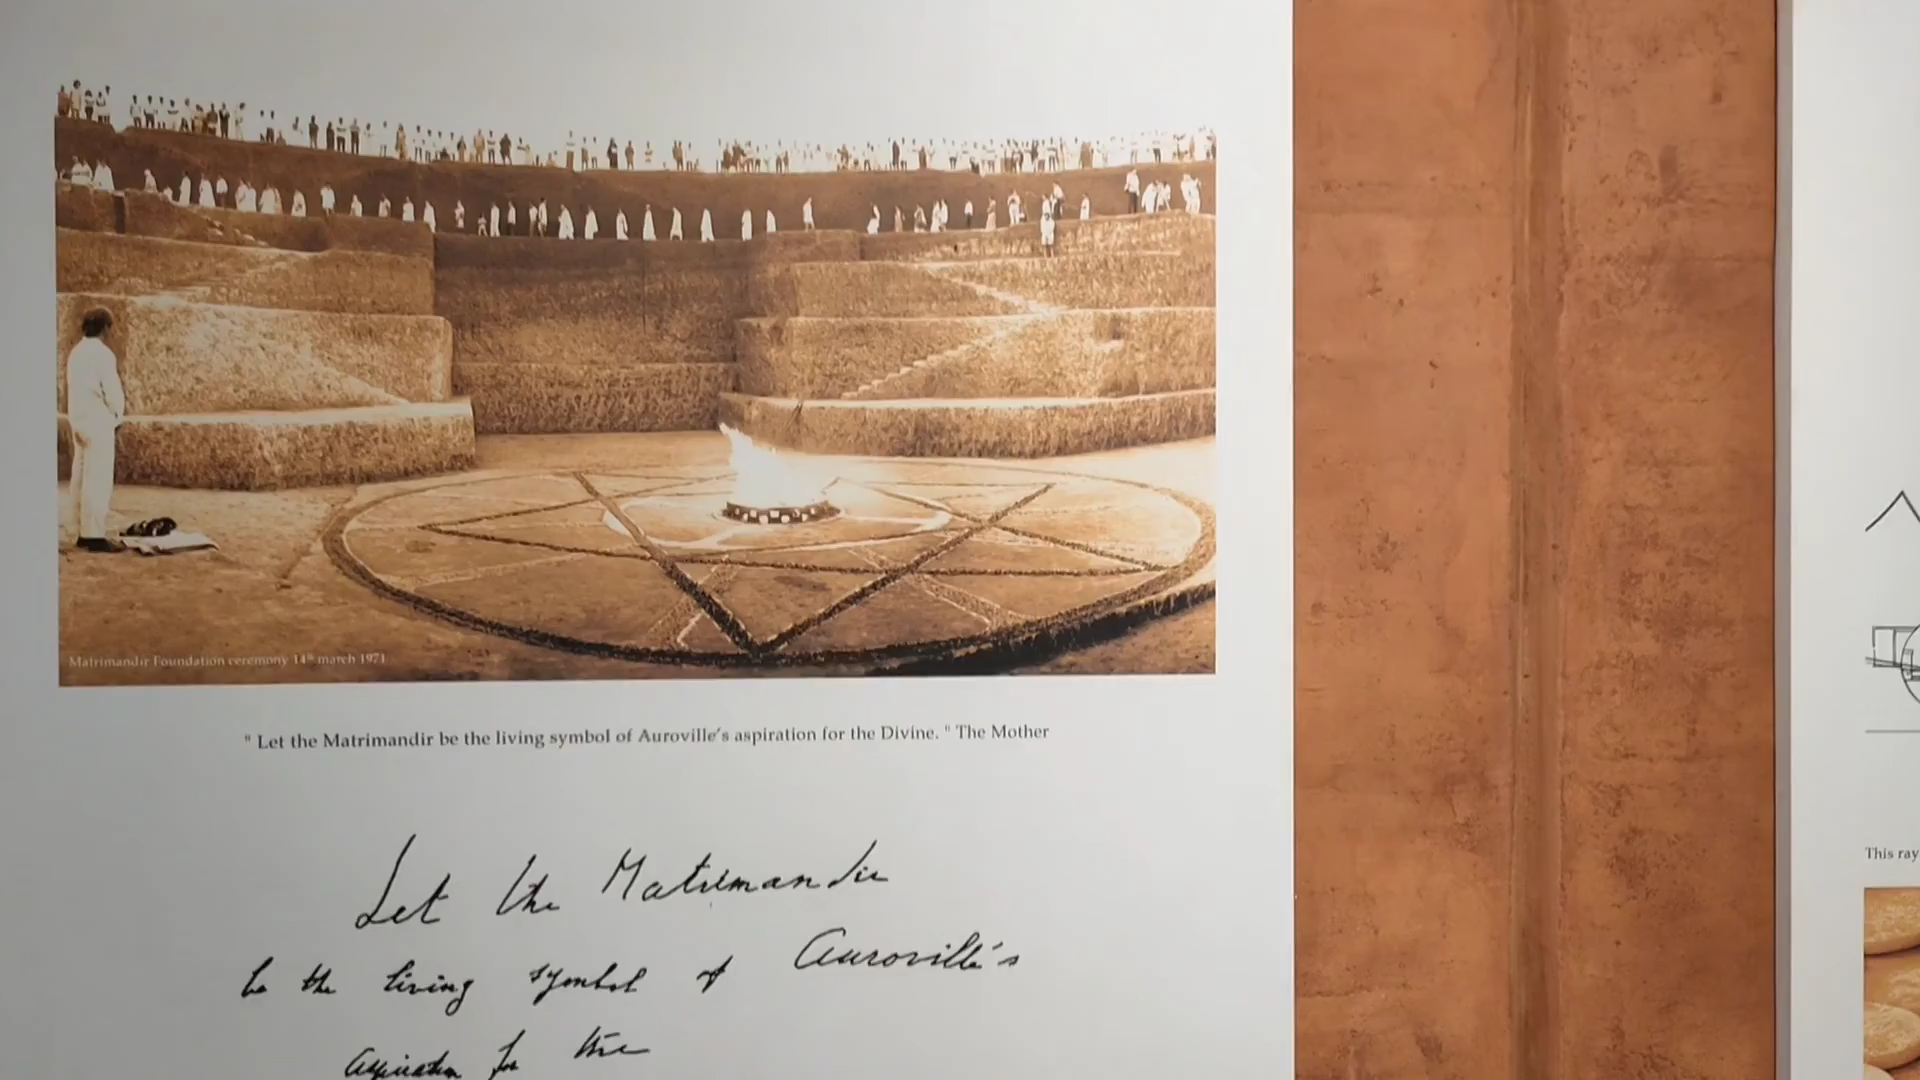 Matrimandir Foundation ceremony 14th march 1971
" Let the Matrimandir be the living symbol of Auroville's aspiration for the Divine. " The Mother
Let the Matrimandir
be the living symbol of Auroville's
aspiration for the
This ray